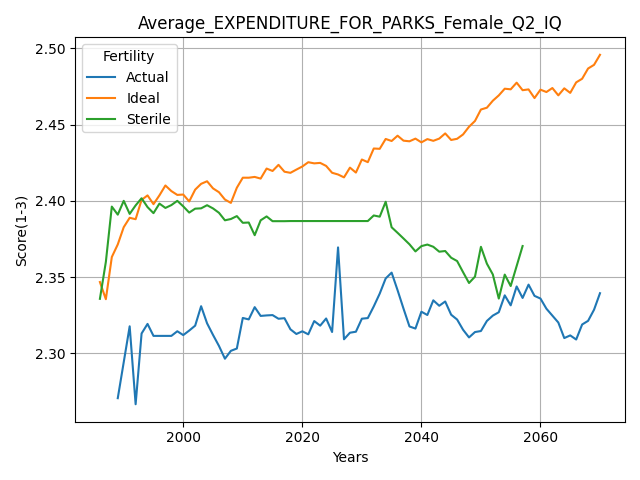 Average_EXPENDITURE_FOR_PARKS_Female_Q2_IQ
2.50
2.45
2.40
2.35
2.30
Score(1-3)
Fertility
Actual
Ideal
Sterile
2000 2020 2040 2060
Years